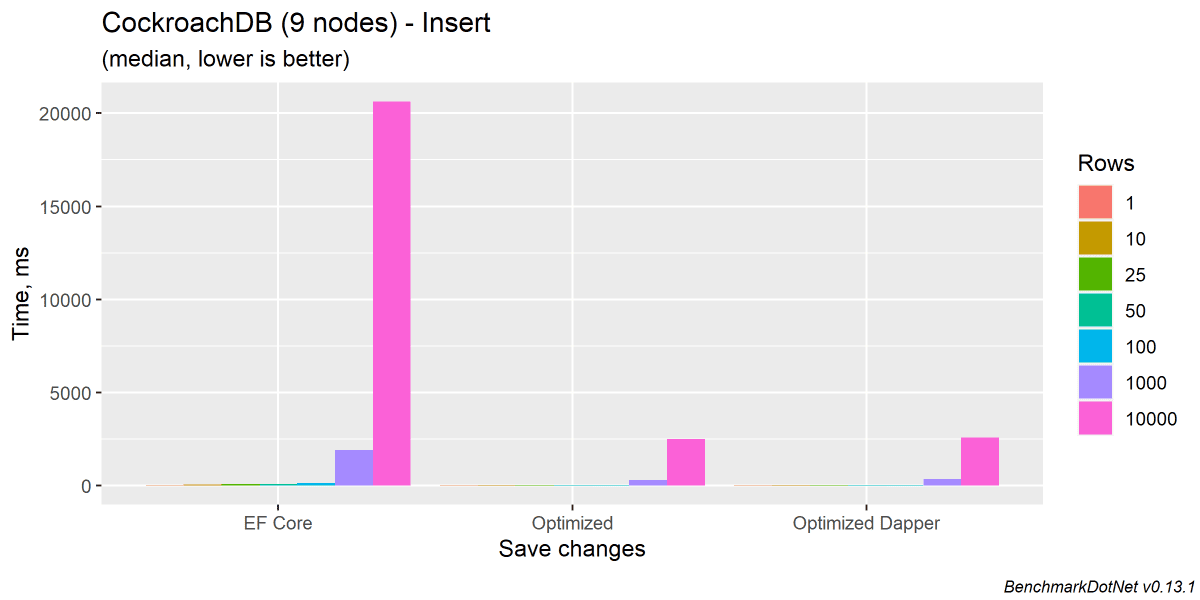 CockroachDB (9 nodes) - Insert
(median, lower is better)
Time, ms
20000
15000
10000
5000
0
EF Core
Optimized
Optimized Dapper
Save changes
Rows
1
10
25
50
100
1000
10000
BenchmarkDotNet v0.13.1